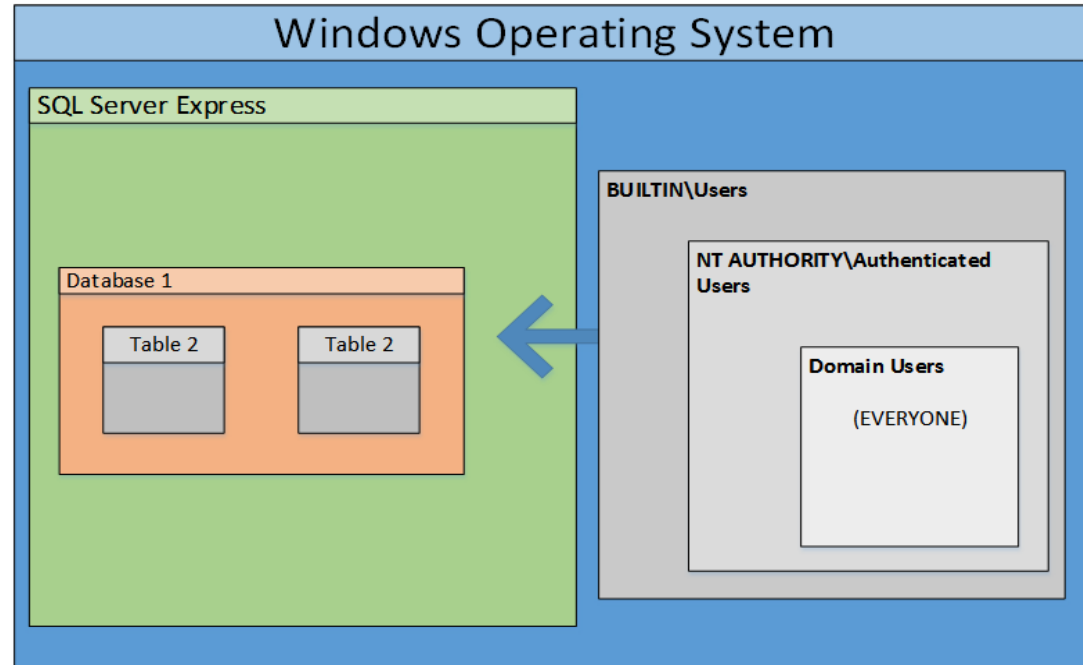 Windows Operating System
SQL Server Express
BUILTIN\Users
NT AUTHORITY\Authenticated
Users
Database 1
Table 2
Table 2
Domain Users
(EVERYONE)